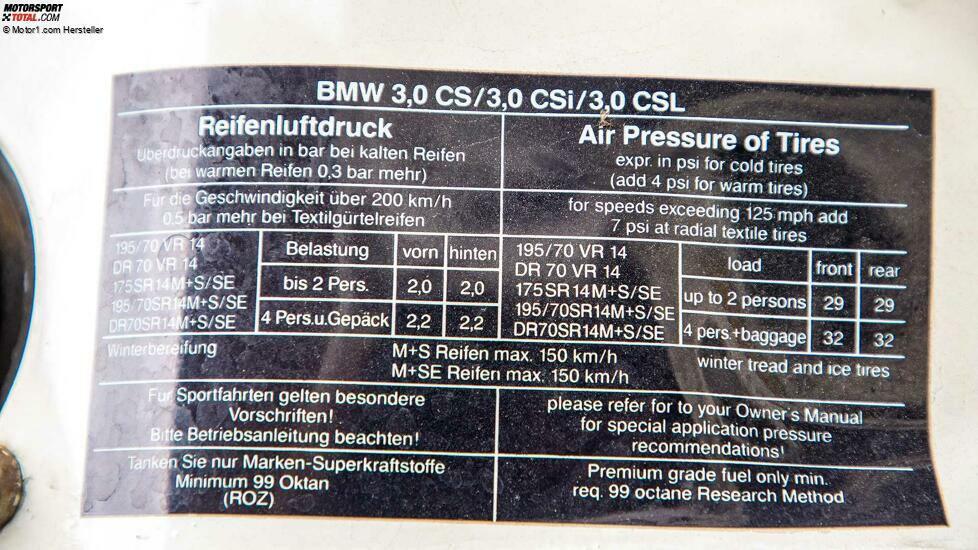 MOTORSPORT
TOTAL.COM
© Motor1.com Hersteller
BMW 3,0 CS/3,0 CSi/3,0 CSL
Reifenluftdruck
Überdruckangaben in bar bei kalten Reifen
(bei warmen Reifen 0,3 bar mehr)
Für die Geschwindigkeit über 200 km/h
0,5 bar mehr bei Textilgürtelreifen
195/70 VR 14
DR 70 VR 14
175SR14M+S/SE
195/70SR14M+S/SE
DR70SR14M+S/SE
Belastung vorn hinten
bis 2 Pers. 2,0 2,0
4 Pers.u.Gepäck 2,2 2,2
Air Pressure of Tires
expr. in psi for cold tires
(add 4 psi for warm tires)
for speeds exceeding 125 mph add
7 psi at radial textile tires
195/70 VR 14
DR 70 VR 14
175SR14M+S/SE
195/70SR14M+S/SE
DR70SR14M+S/SE
load front rear
up to 2 persons 29 29
4 pers.+baggage 32 32
Winterbereifung M+S Reifen max. 150 km/h winter tread and ice tires
M+SE Reifen max. 150 km/h
Für Sportfahrten gelten besondere
Vorschriften!
Bitte Betriebsanleitung beachten!
please refer for to your Owner's Manual
for special application pressure
recommendations!
Tanken Sie nur Marken-Superkraftstoffe
Minimum 99 Oktan
(ROZ)
Premium grade fuel only min.
req. 99 octane Research Method